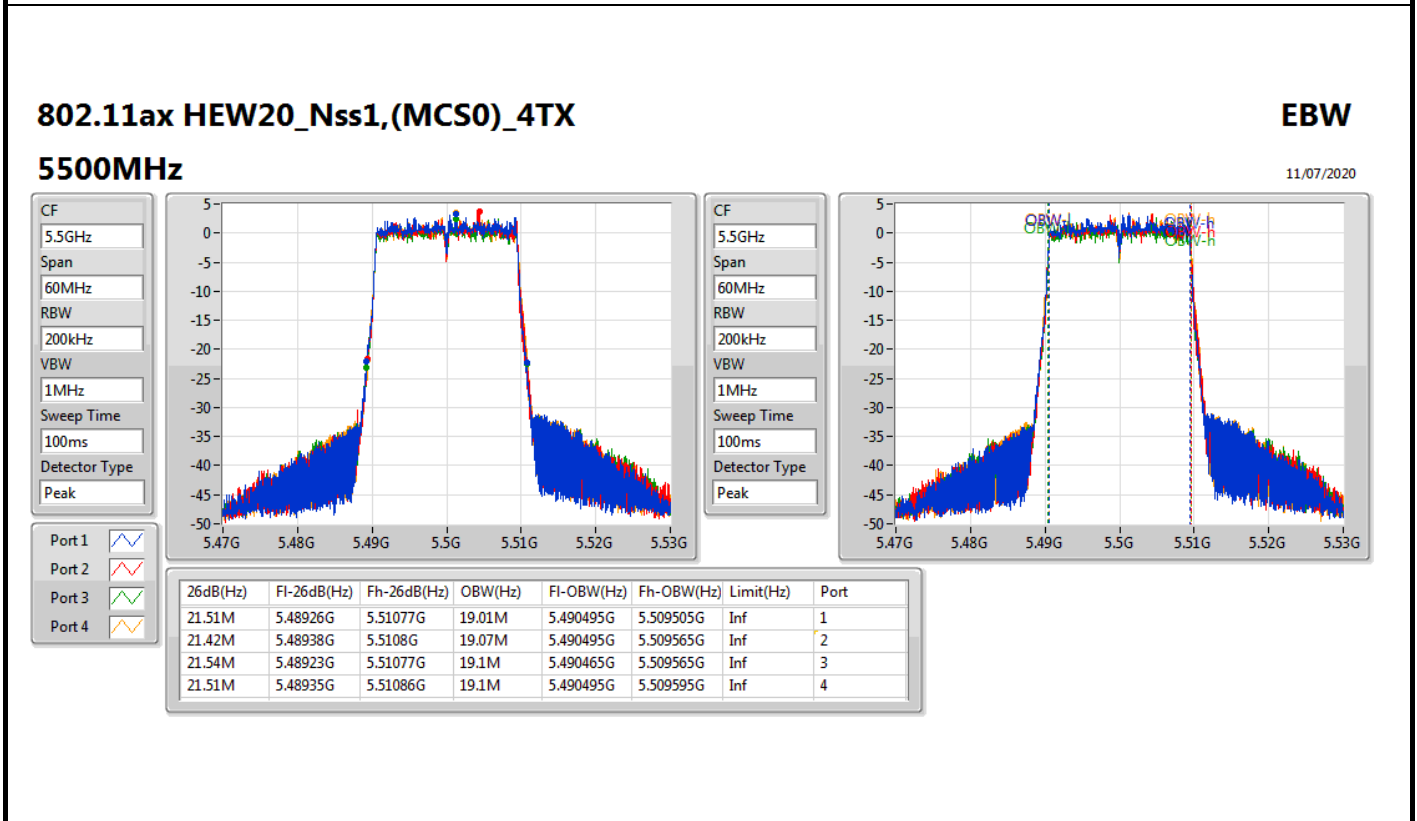 802.11ax HEW20_Nss1,(MCS0)_4TX
EBW
5500MHz
11/07/2020
CF
5.5GHz
Span
60MHz
RBW
200kHz
VBW
1MHz
Sweep Time
100ms
Detector Type
Peak
5
0
-5
-10
-15
-20
-25
-30
-35
-40
-45
-50
5.47G 5.48G 5.49G 5.5G 5.51G 5.52G 5.53G
CF
5.5GHz
Span
60MHz
RBW
200kHz
VBW
1MHz
Sweep Time
100ms
Detector Type
Peak
5
0
-5
-10
-15
-20
-25
-30
-35
-40
-45
-50
OBW-h
OBW-h
5.47G 5.48G 5.49G 5.5G 5.51G 5.52G 5.53G
Port 1
Port 2
Port 3
Port 4
26dB(Hz) Fl-26dB(Hz) Fh-26dB(Hz) OBW(Hz) Fl-OBW(Hz) Fh-OBW(Hz) Limit(Hz) Port
21.51M 5.48926G 5.51077G 19.01M 5.490495G 5.509505G Inf 1
21.42M 5.48938G 5.5108G 19.07M 5.490495G 5.509565G Inf 2
21.54M 5.48923G 5.51077G 19.1M 5.490465G 5.509565G Inf 3
21.51M 5.48935G 5.51086G 19.1M 5.490495G 5.509595G Inf 4